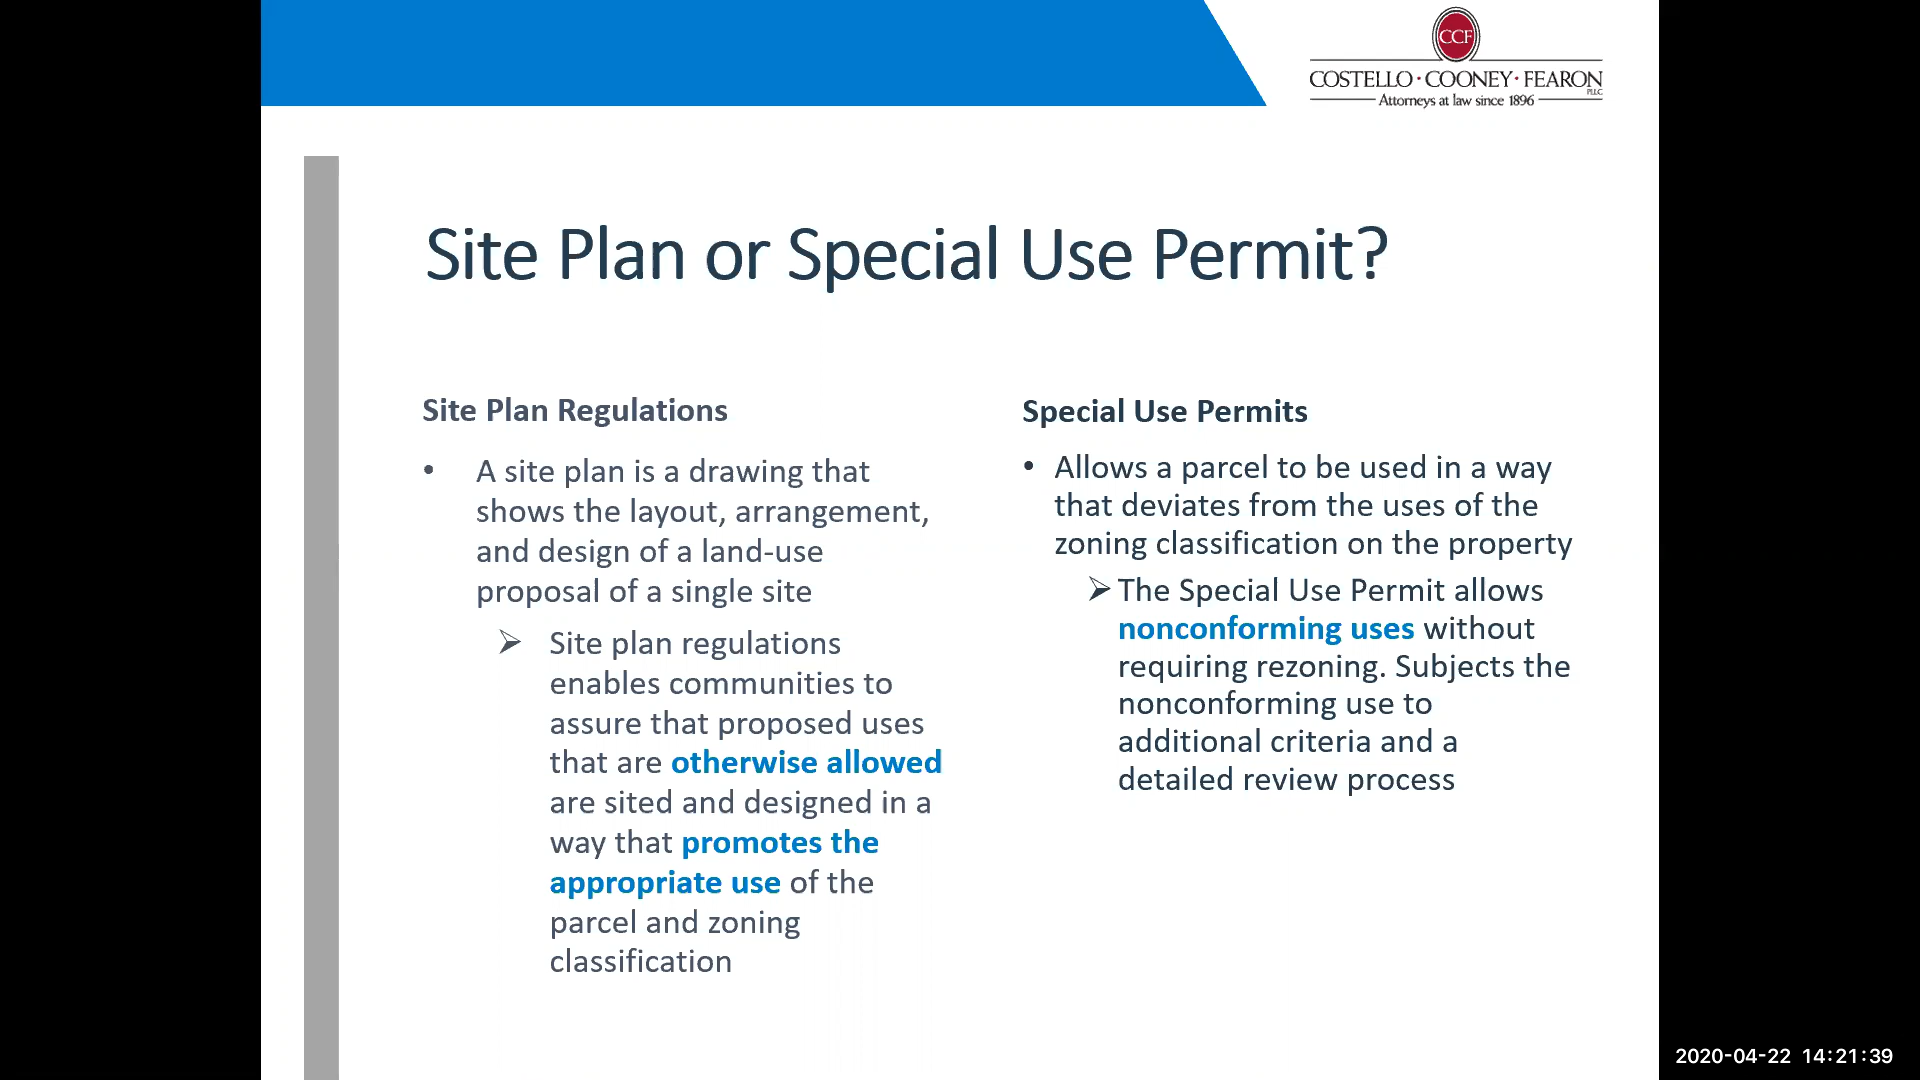 CCF
COSTELLO · COONEY · FEARON
PLLC
Attorneys at law since 1896
Site Plan or Special Use Permit?
Site Plan Regulations
• A site plan is a drawing that
shows the layout, arrangement,
and design of a land-use
proposal of a single site
➢ Site plan regulations
enables communities to
assure that proposed uses
that are otherwise allowed
are sited and designed in a
way that promotes the
appropriate use of the
parcel and zoning
classification
Special Use Permits
• Allows a parcel to be used in a way
that deviates from the uses of the
zoning classification on the property
➢ The Special Use Permit allows
nonconforming uses without
requiring rezoning. Subjects the
nonconforming use to
additional criteria and a
detailed review process
2020-04-22 14:21:39